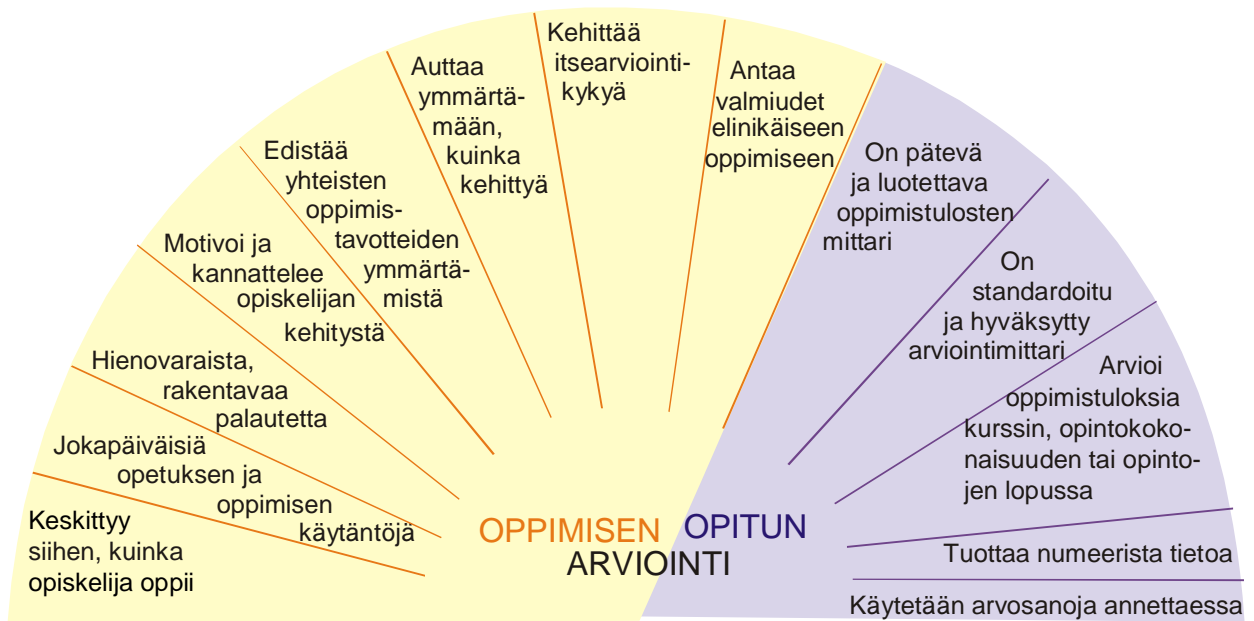 Keskittyy
siihen, kuinka
opiskelija oppii
Jokapäiväisiä
opetuksen ja
oppimisen
käytäntöjä
Hienovaraista,
rakentavaa
palautetta
Motivoi ja
kannattelee
opiskelijan
kehitystä
Edistää
yhteisten
oppimis-
tavotteiden
ymmärtä-
mistä
Auttaa
ymmärtä-
mään,
kuinka
kehittyä
Kehittää
itsearviointi-
kykyä
Antaa
valmiudet
elinikäiseen
oppimiseen
On pätevä
ja luotettava
oppimistulosten
mittari
On
standardoitu
ja hyväksytty
arviointimittari
Arvioi
oppimistuloksia
kurssin, opintokoko-
naisuuden tai opinto-
jen lopussa
Tuottaa numeerista tietoa
Käytetään arvosanoja annettaessa
OPPIMISEN OPITUN
ARVIOINTI